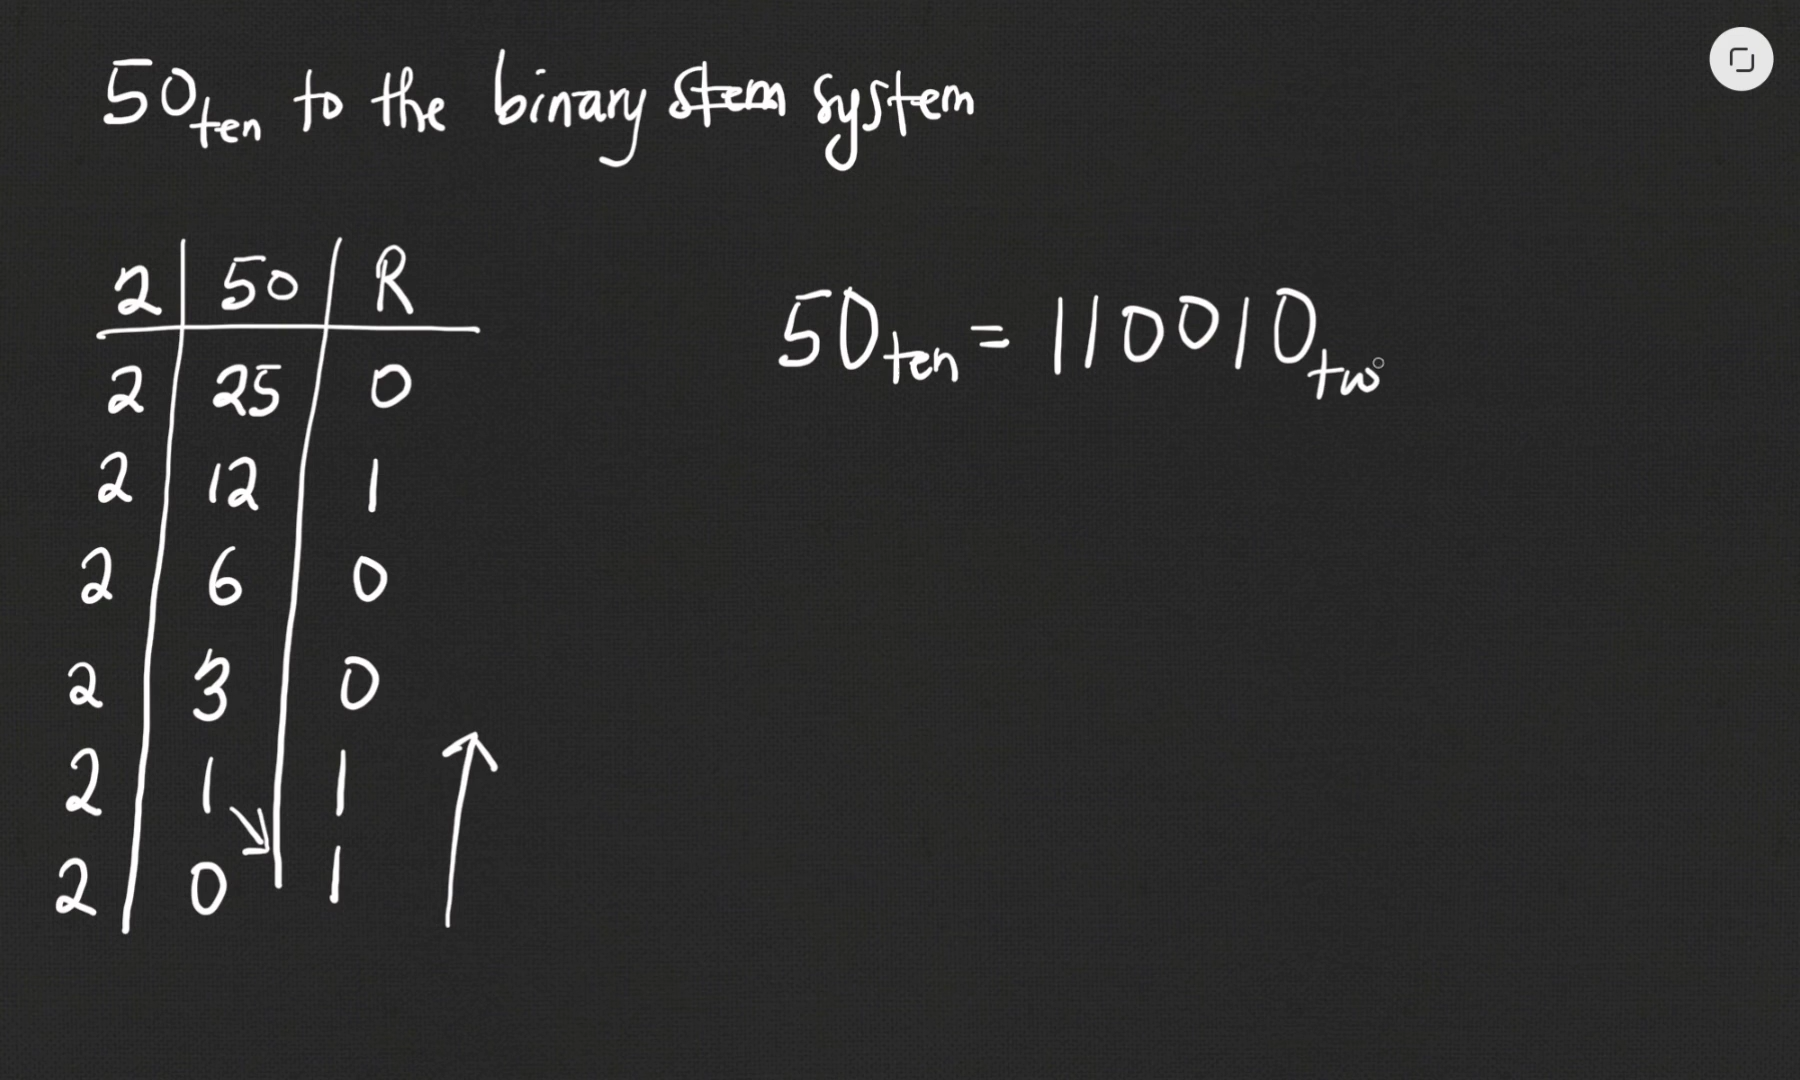 50ten to the binary stem system
2 50 R
50ten = 110010two
2 25 0
2 12 1
2 6 0
2 3 0
2 1 1
2 0 1